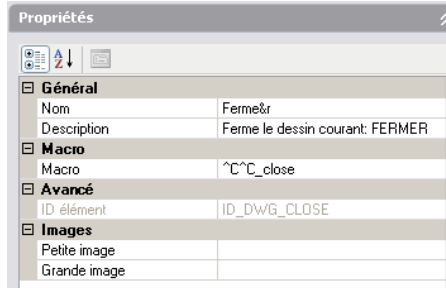 Propriétés
Général
Nom Ferme&r
Description Ferme le dessin courant: FERMER
Macro
Macro ^C^C_close
Avancé
ID élément ID_DWG_CLOSE
Images
Petite image
Grande image